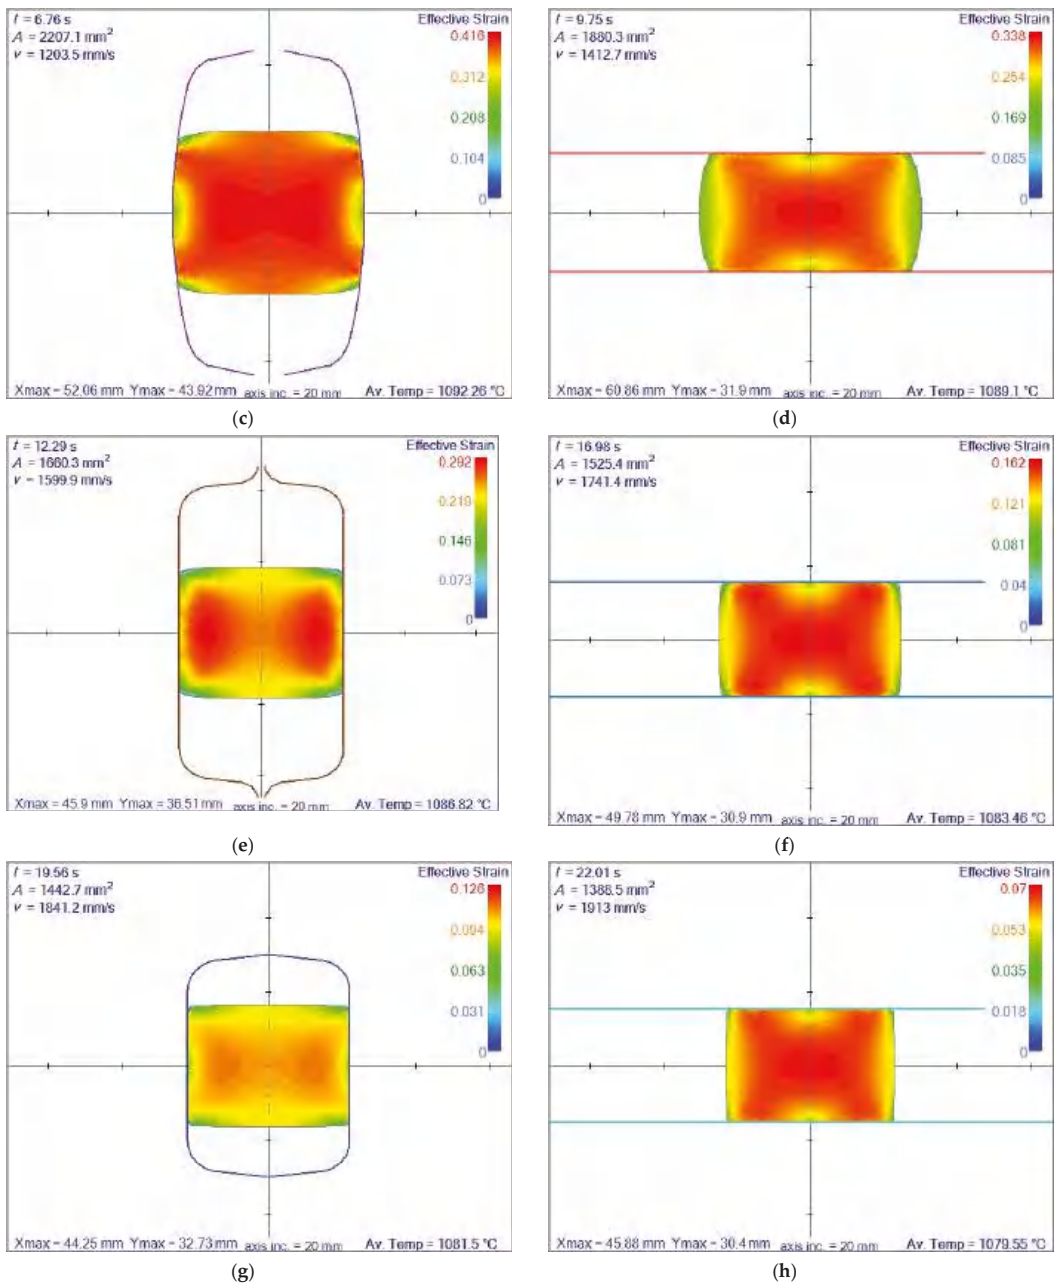 t = 6.76 s
A = 2207.1 mm²
v = 1203.5 mm/s
Effective Strain
0.416
0.312
0.208
0.104
0
Xmax = 52.06 mm Ymax = 43.92 mm axis inc. = 20 mm Av. Temp = 1092.26 °C
(c)
t = 9.75 s
A = 1880.3 mm²
v = 1412.7 mm/s
Effective Strain
0.338
0.254
0.169
0.085
0
Xmax = 60.86 mm Ymax = 31.9 mm axis inc. = 20 mm Av. Temp = 1089.1 °C
(d)
t = 12.29 s
A = 1660.3 mm²
v = 1599.9 mm/s
Effective Strain
0.292
0.219
0.146
0.073
0
Xmax = 45.9 mm Ymax = 36.51 mm axis inc. = 20 mm Av. Temp = 1086.82 °C
(e)
t = 16.98 s
A = 1525.4 mm²
v = 1741.4 mm/s
Effective Strain
0.162
0.121
0.081
0.04
0
Xmax = 49.78 mm Ymax = 30.9 mm axis inc. = 20 mm Av. Temp = 1083.46 °C
(f)
t = 19.56 s
A = 1442.7 mm²
v = 1841.2 mm/s
Effective Strain
0.126
0.094
0.063
0.031
0
Xmax = 44.25 mm Ymax = 32.73 mm axis inc. = 20 mm Av. Temp = 1081.5 °C
(g)
t = 22.01 s
A = 1388.5 mm²
v = 1913 mm/s
Effective Strain
0.07
0.053
0.035
0.018
0
Xmax = 45.88 mm Ymax = 30.4 mm axis inc. = 20 mm Av. Temp = 1079.55 °C
(h)